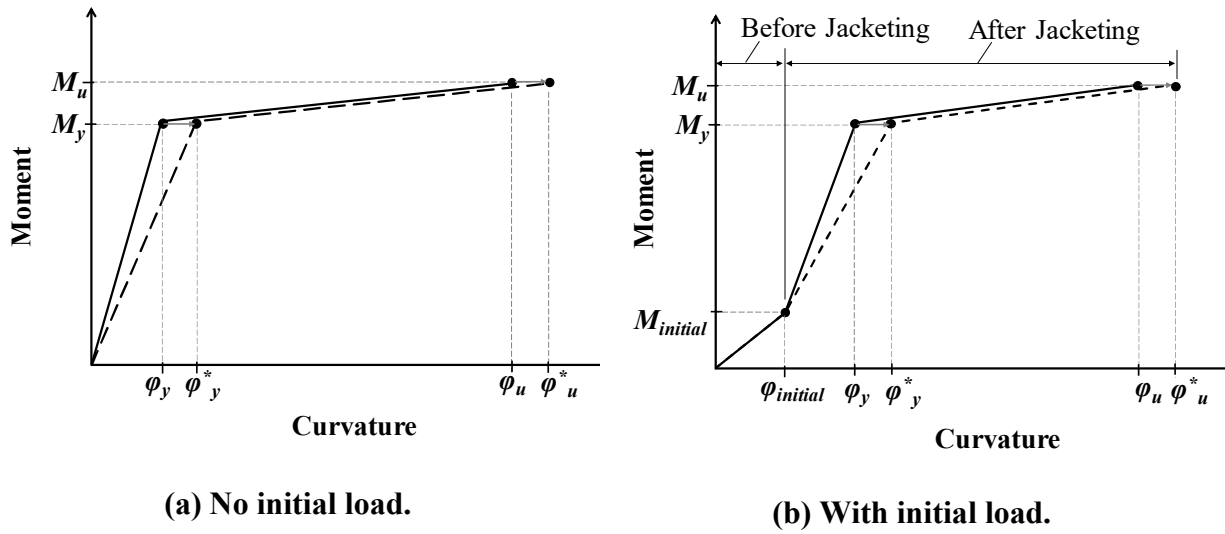 Moment
M_u
M_y
φ_y
φ*_y
φ_u
φ*_u
Curvature
(a) No initial load.
Before Jacketing
After Jacketing
Moment
M_u
M_y
M_initial
φ_initial
φ_y
φ*_y
φ_u
φ*_u
Curvature
(b) With initial load.